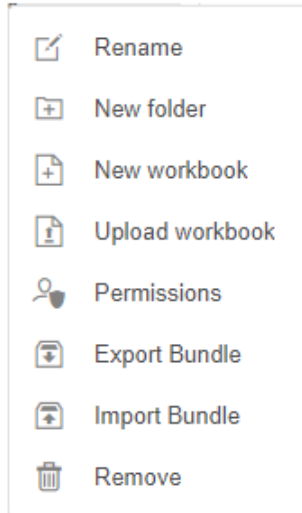 Rename
New folder
New workbook
Upload workbook
Permissions
Export Bundle
Import Bundle
Remove